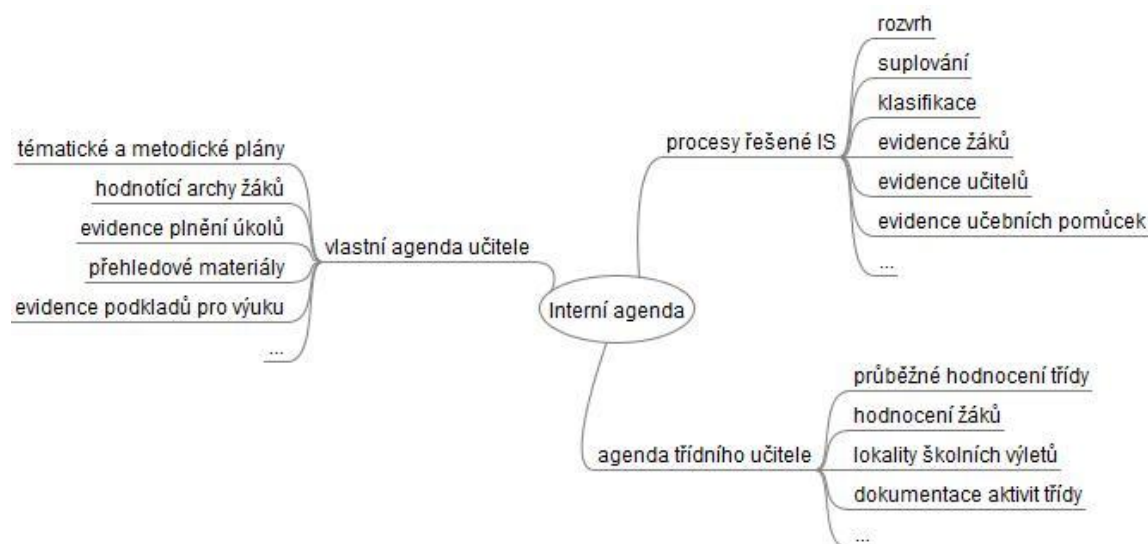 Interní agenda
procesy řešené IS
rozvrh
suplování
klasifikace
evidence žáků
evidence učitelů
evidence učebních pomůcek
...
vlastní agenda učitele
tématické a metodické plány
hodnotící archy žáků
evidence plnění úkolů
přehledové materiály
evidence podkladů pro výuku
...
agenda třídního učitele
průběžné hodnocení třídy
hodnocení žáků
lokality školních výletů
dokumentace aktivit třídy
...